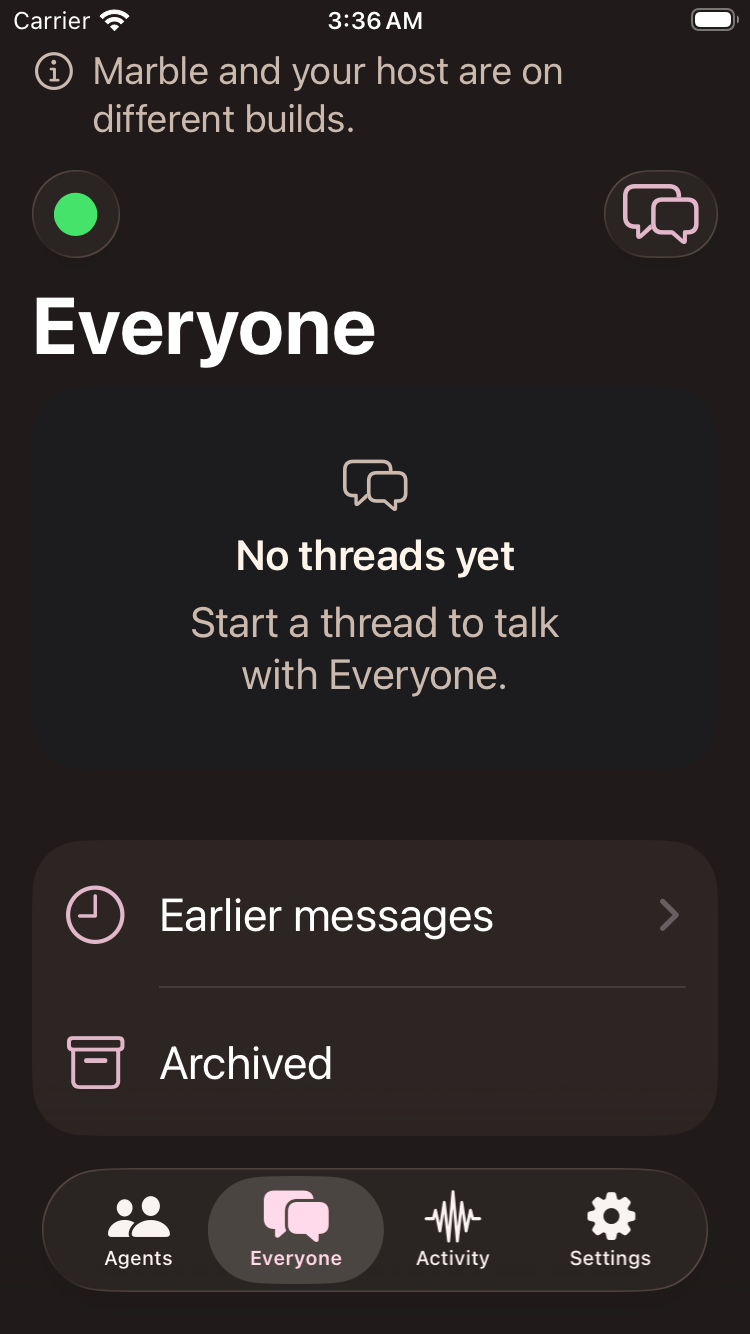 Carrier 3:36 AM
Marble and your host are on
different builds.
Everyone
No threads yet
Start a thread to talk
with Everyone.
Earlier messages
Archived
Agents Everyone Activity Settings